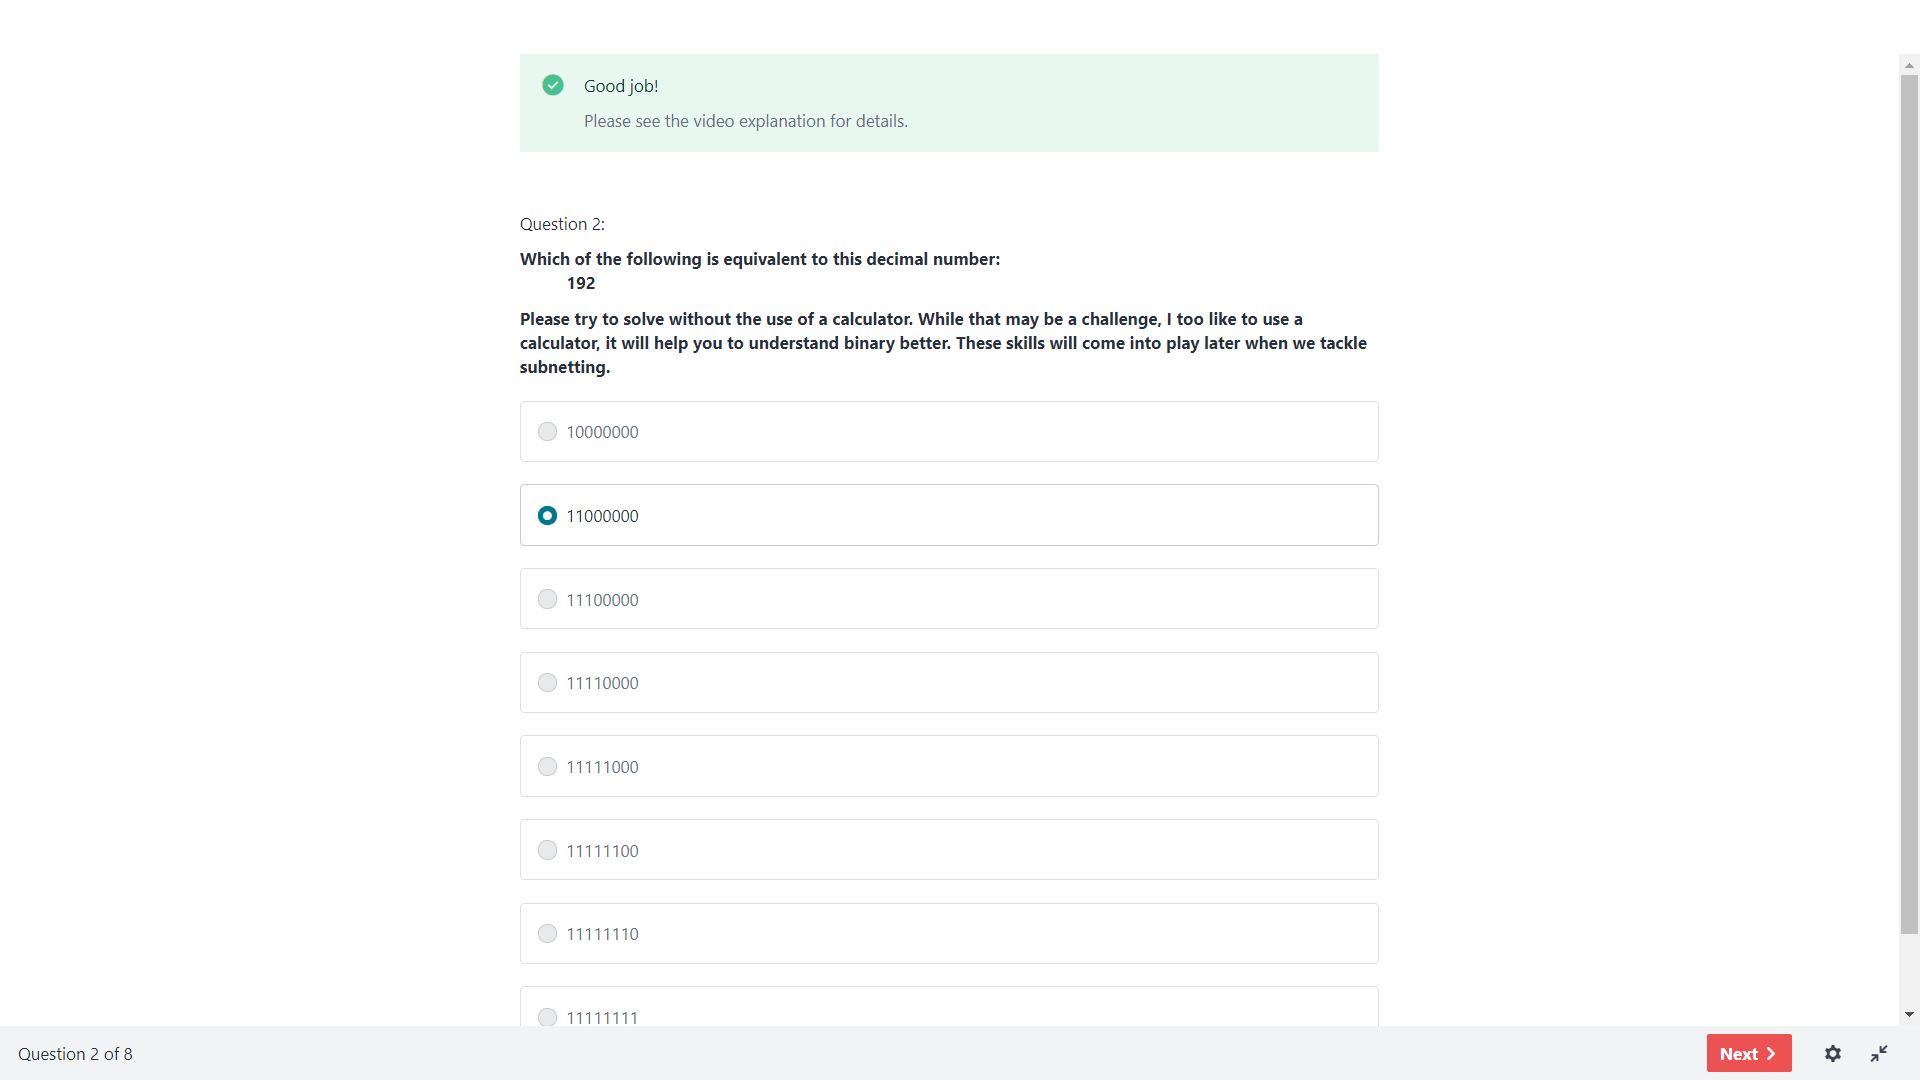 Good job!
Please see the video explanation for details.
Question 2:
Which of the following is equivalent to this decimal number:
192
Please try to solve without the use of a calculator. While that may be a challenge, I too like to use a
calculator, it will help you to understand binary better. These skills will come into play later when we tackle
subnetting.
10000000
11000000
11100000
11110000
11111000
11111100
11111110
11111111
Question 2 of 8
Next